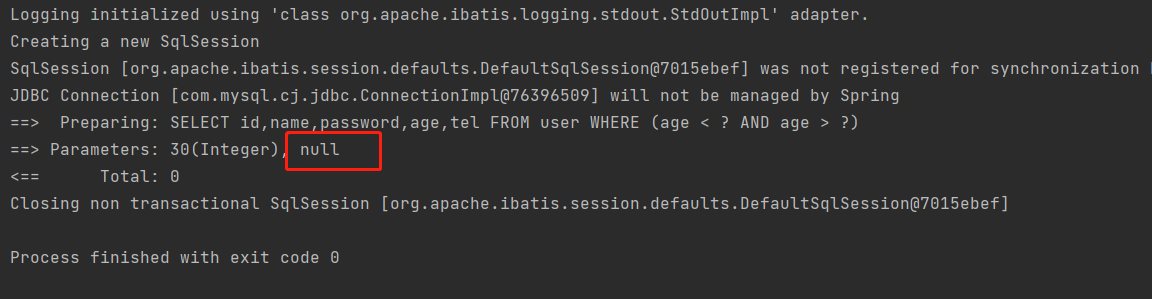 Logging initialized using 'class org.apache.ibatis.logging.stdout.StdOutImpl' adapter.
Creating a new SqlSession
SqlSession [org.apache.ibatis.session.defaults.DefaultSqlSession@7015ebef] was not registered for synchronization
JDBC Connection [com.mysql.cj.jdbc.ConnectionImpl@76396509] will not be managed by Spring
==>  Preparing: SELECT id,name,password,age,tel FROM user WHERE (age < ? AND age > ?)
==> Parameters: 30(Integer), null
<==      Total: 0
Closing non transactional SqlSession [org.apache.ibatis.session.defaults.DefaultSqlSession@7015ebef]
Process finished with exit code 0